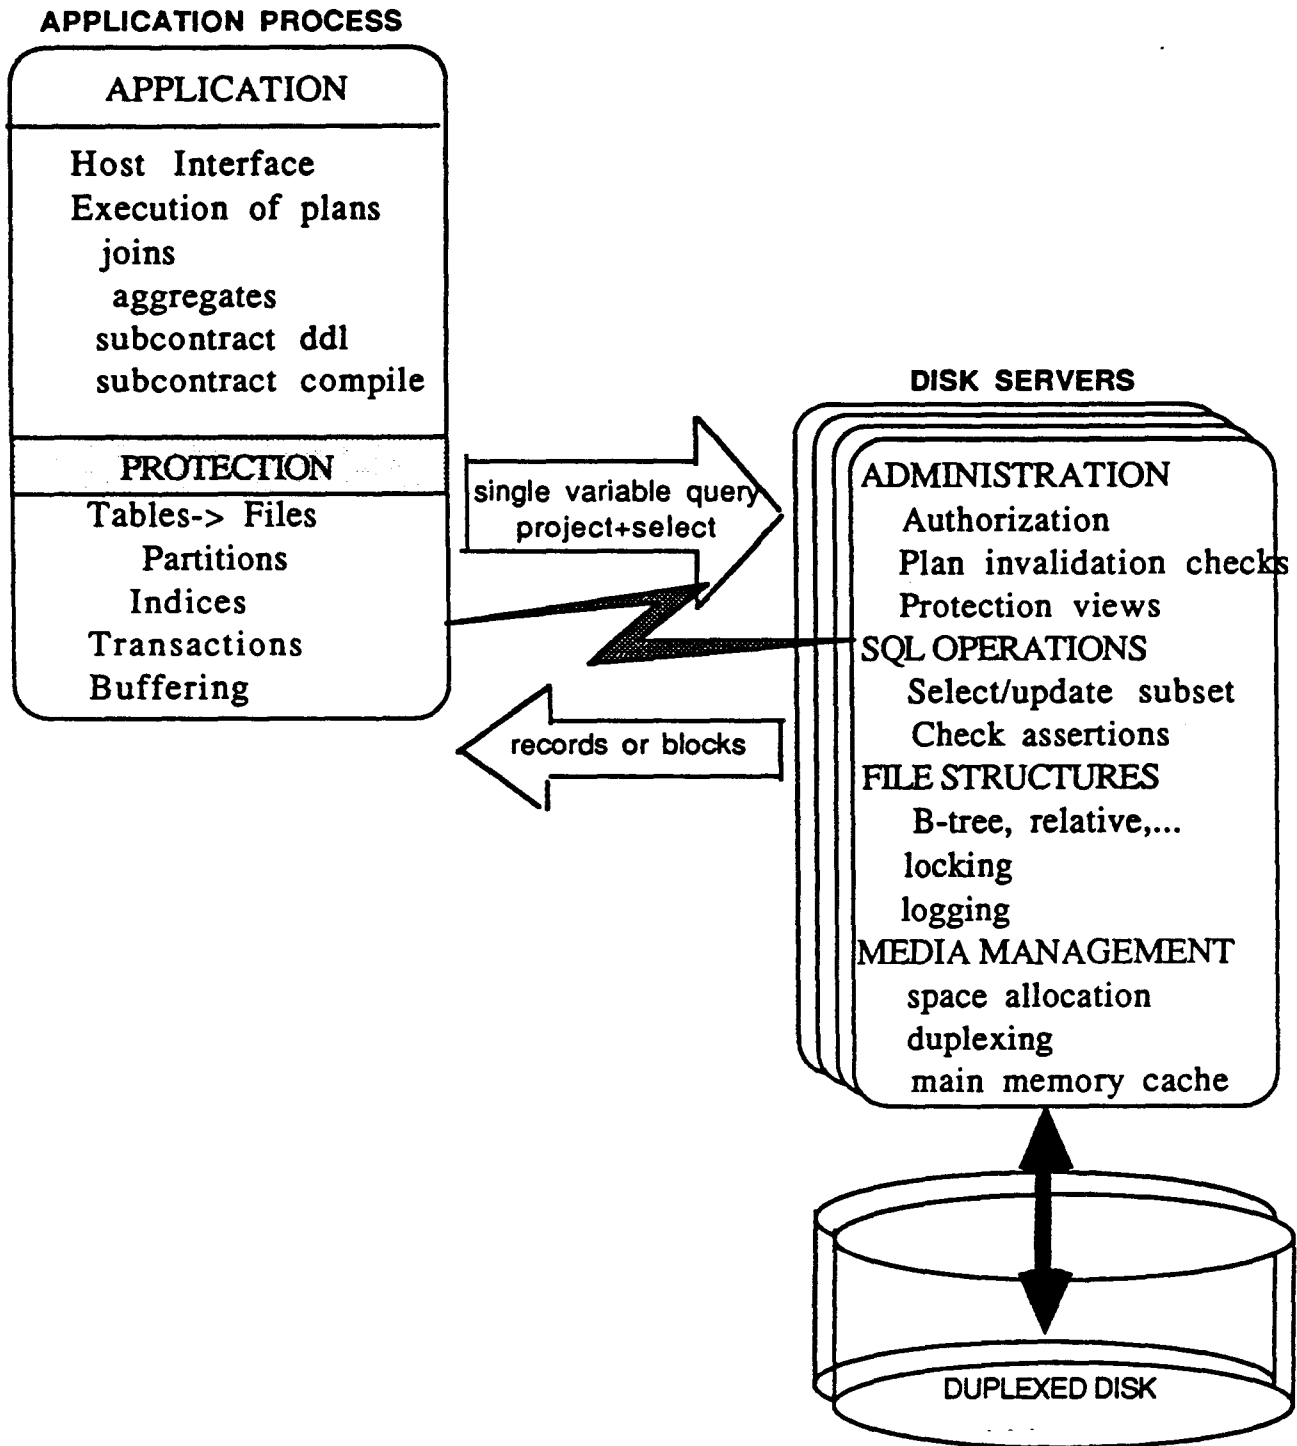 APPLICATION PROCESS
APPLICATION
Host Interface
Execution of plans
joins
aggregates
subcontract ddl
subcontract compile
PROTECTION
Tables-> Files
Partitions
Indices
Transactions
Buffering
single variable query
project+select
records or blocks
DISK SERVERS
ADMINISTRATION
Authorization
Plan invalidation checks
Protection views
SQL OPERATIONS
Select/update subset
Check assertions
FILE STRUCTURES
B-tree, relative,...
locking
logging
MEDIA MANAGEMENT
space allocation
duplexing
main memory cache
DUPLEXED DISK